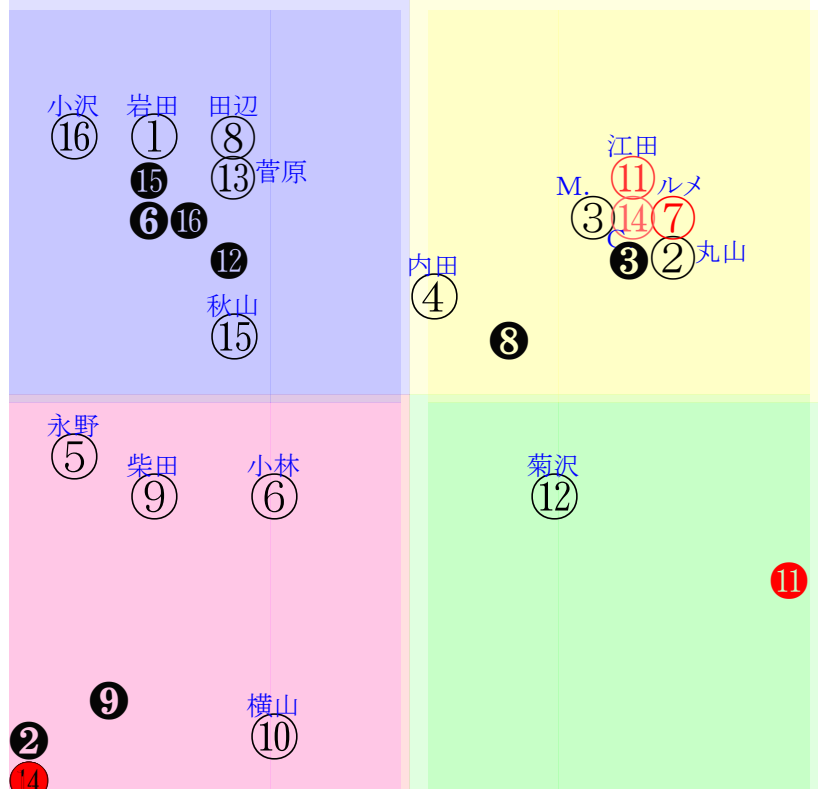 小沢 岩田 田辺
⑯ ① ⑧
⑬ 菅原
⓯
❻ ⓰
⓬
秋山
⑮
江田
⑪
M. ルメ
③ ⑭ ⑦
C
❸ ② 丸山
内田
④
❽
永野
⑤
柴田 小林
⑨ ⑥
菊沢
⑫
⓫
❾
横山
⑩
❷
14